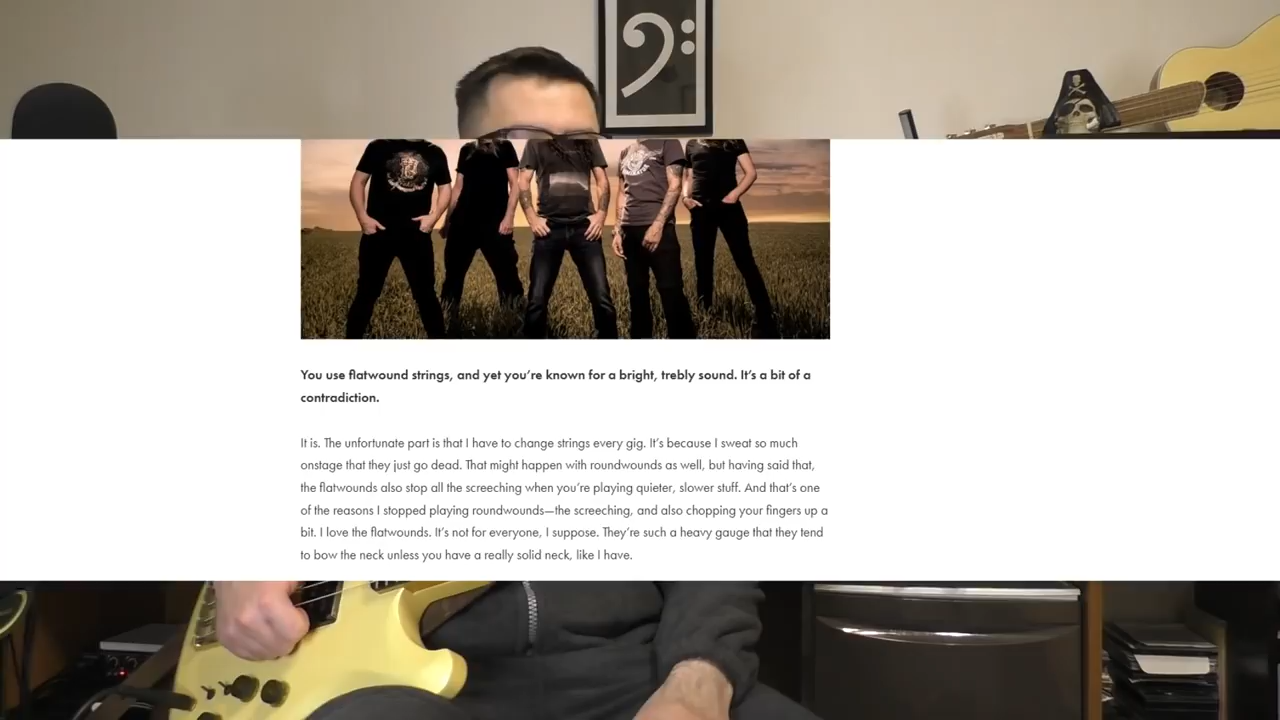 You use flatwound strings, and yet you're known for a bright, trebly sound. It's a bit of a
contradiction.
It is. The unfortunate part is that I have to change strings every gig. It's because I sweat so much
onstage that they just go dead. That might happen with roundwounds as well, but having said that,
the flatwounds also stop all the screeching when you're playing quieter, slower stuff. And that's one
of the reasons I stopped playing roundwounds—the screeching, and also chopping your fingers up a
bit. I love the flatwounds. It's not for everyone, I suppose. They're such a heavy gauge that they tend
to bow the neck unless you have a really solid neck, like I have.